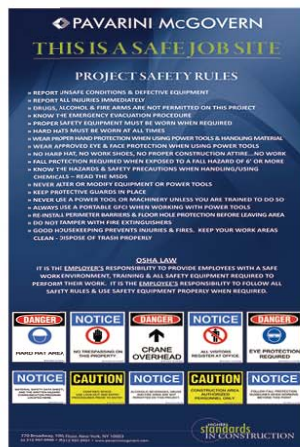 PAVARINI McGOVERN
THIS IS A SAFE JOB SITE
PROJECT SAFETY RULES
» REPORT UNSAFE CONDITIONS & DEFECTIVE EQUIPMENT
» REPORT ALL INJURIES IMMEDIATELY
» DRUGS, ALCOHOL & FIRE ARMS ARE NOT PERMITTED ON THIS PROJECT
» KNOW THE EMERGENCY EVACUATION PROCEDURE
» PROPER SAFETY EQUIPMENT MUST BE WORN WHEN REQUIRED
» HARD HATS MUST BE WORN AT ALL TIMES
» WEAR PROPER HAND PROTECTION WHEN USING POWER TOOLS & HANDLING MATERIAL
» WEAR APPROVED EYE & FACE PROTECTION WHEN USING POWER TOOLS
» NO HARD HAT, NO WORK SHOES, NO PROPER CONSTRUCTION ATTIRE...NO WORK
» FALL PROTECTION REQUIRED WHEN EXPOSED TO A FALL HAZARD OF 6' OR MORE
» KNOW THE HAZARDS & SAFETY PRECAUTIONS WHEN HANDLING/USING
CHEMICALS ~ READ THE MSDS
» NEVER ALTER OR MODIFY EQUIPMENT OR POWER TOOLS
» KEEP PROTECTIVE GUARDS IN PLACE
» NEVER USE A POWER TOOL OR MACHINERY UNLESS YOU ARE TRAINED TO DO SO
» ALWAYS USE A PORTABLE GFCI WHEN WORKING WITH POWER TOOLS
» RE-INSTALL PERIMETER BARRIERS & FLOOR HOLE PROTECTION BEFORE LEAVING AREA
» DO NOT TAMPER WITH FIRE EXTINGUISHERS
» GOOD HOUSEKEEPING PREVENTS INJURIES & FIRES. KEEP YOUR WORK AREAS
CLEAN - DISPOSE OF TRASH PROPERLY
OSHA LAW
IT IS THE EMPLOYER'S RESPONSIBILITY TO PROVIDE EMPLOYEES WITH A SAFE
WORK ENVIRONMENT, TRAINING & ALL SAFETY EQUIPMENT REQUIRED TO
PERFORM THEIR WORK. IT IS THE EMPLOYEE'S RESPONSIBILITY TO FOLLOW ALL
SAFETY RULES & USE SAFETY EQUIPMENT PROPERLY WHEN REQUIRED.
DANGER NOTICE DANGER NOTICE DANGER
HARD HAT AREA
NO TRESPASSING ON THIS PROPERTY
CRANE OVERHEAD
ALL VISITORS REGISTER AT OFFICE
EYE PROTECTION REQUIRED
NOTICE CAUTION NOTICE CAUTION NOTICE
CONSTRUCTION AREA AUTHORIZED PERSONNEL ONLY
standards
IN CONSTRUCTION